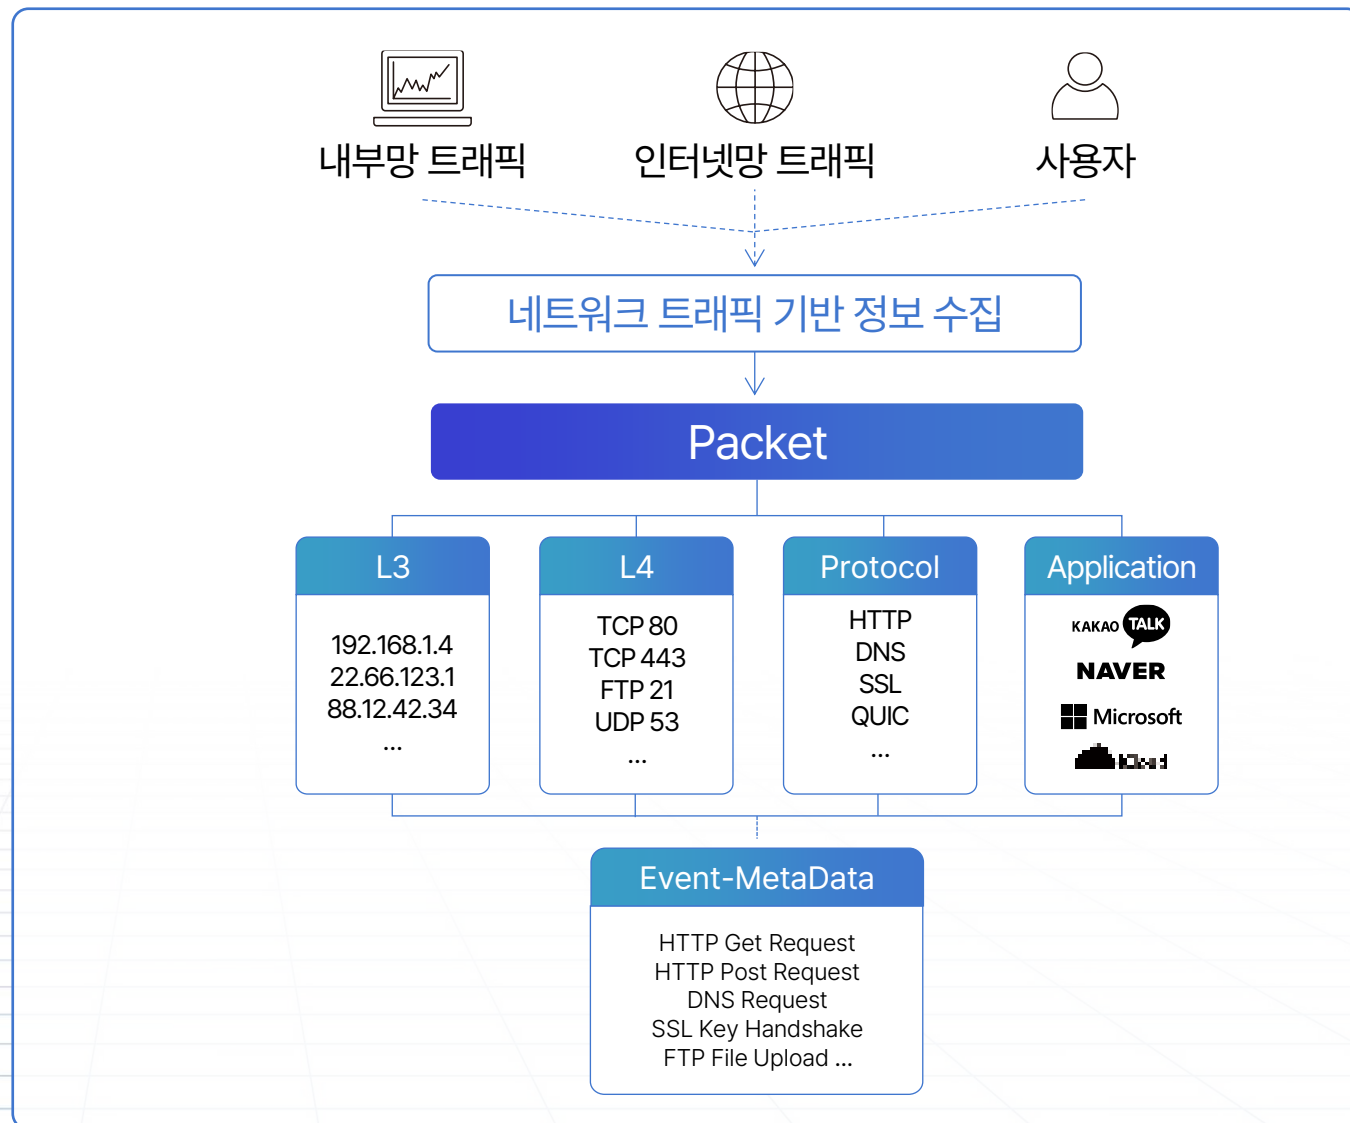 내부망 트래픽
인터넷망 트래픽
사용자
네트워크 트래픽 기반 정보 수집
Packet
L3
192.168.1.4
22.66.123.1
88.12.42.34
...
L4
TCP 80
TCP 443
FTP 21
UDP 53
...
Protocol
HTTP
DNS
SSL
QUIC
...
Application
KAKAO TALK
NAVER
Microsoft
Event-MetaData
HTTP Get Request
HTTP Post Request
DNS Request
SSL Key Handshake
FTP File Upload ...